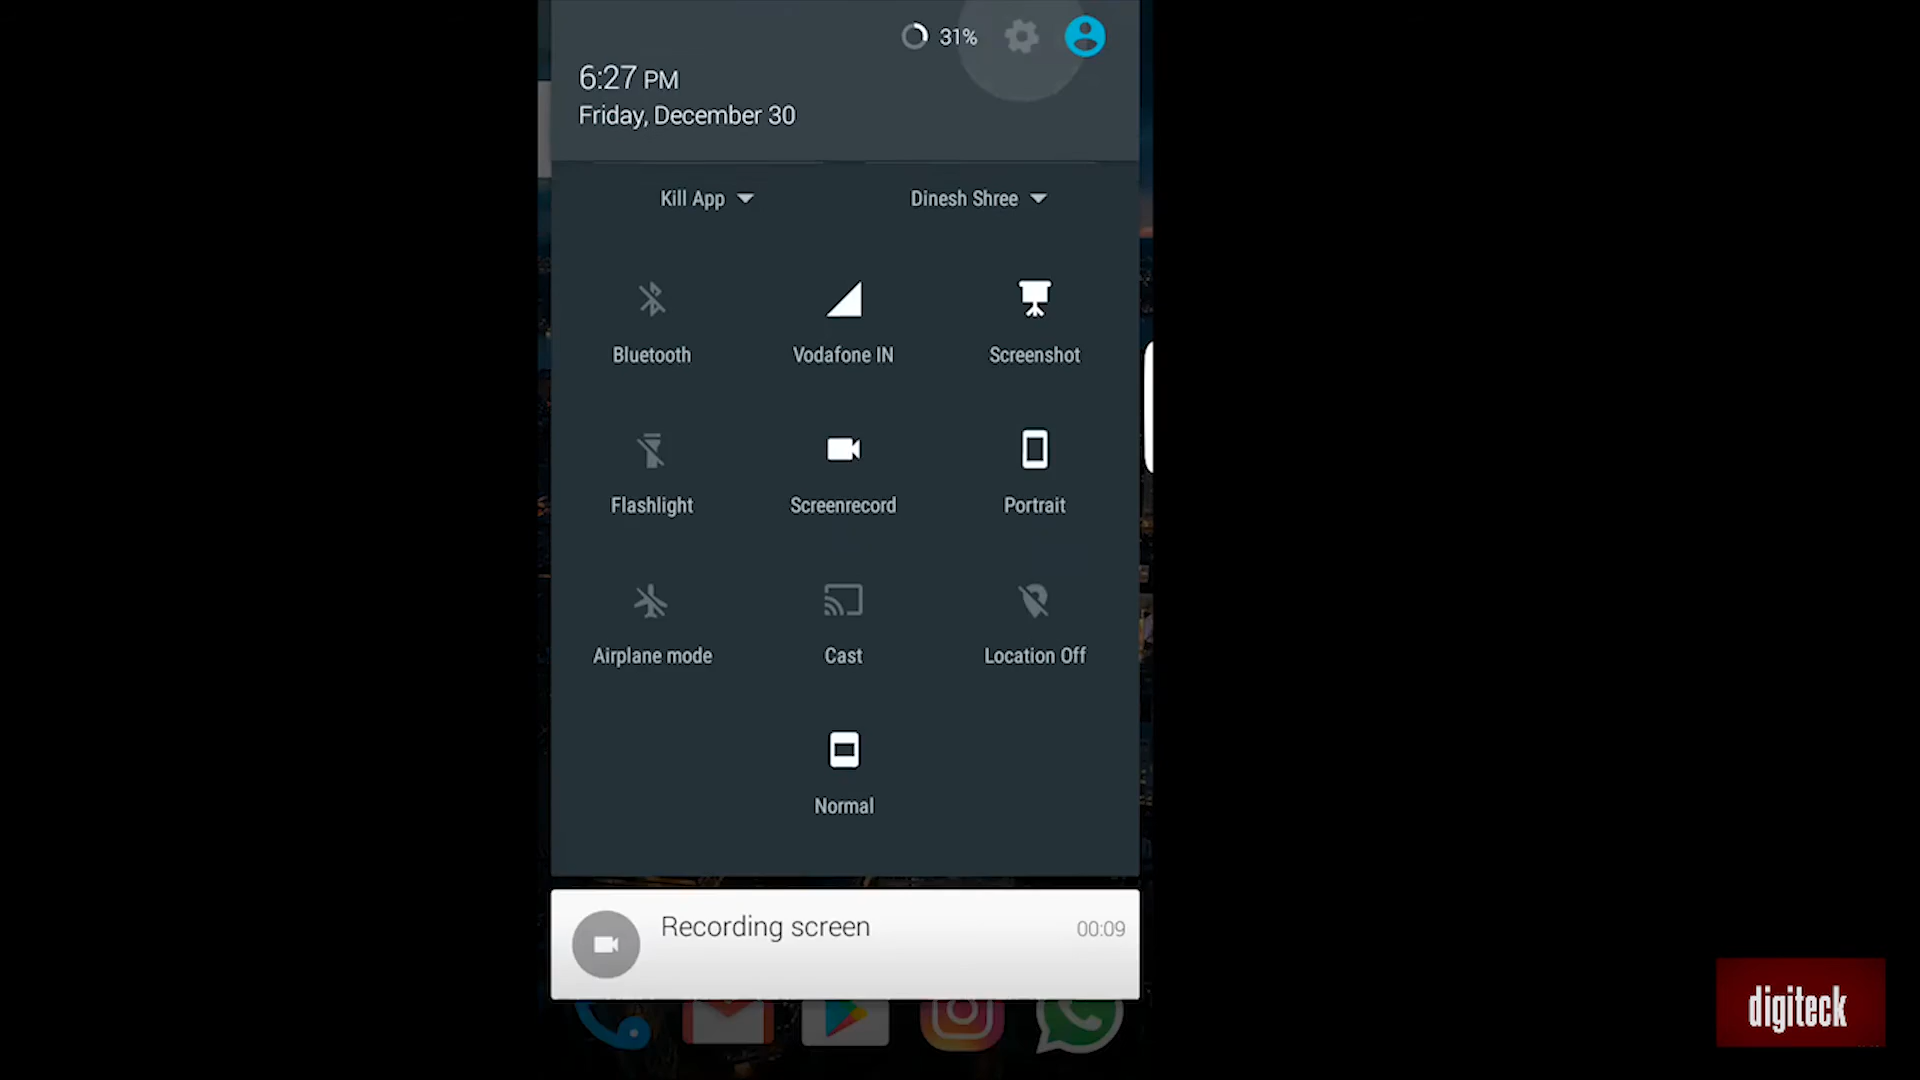 31%
6:27 PM
Friday, December 30
Kill App
Dinesh Shree
Bluetooth
Vodafone IN
Screenshot
Flashlight
Screenrecord
Portrait
Airplane mode
Cast
Location Off
Normal
Recording screen
00:09
digiteck